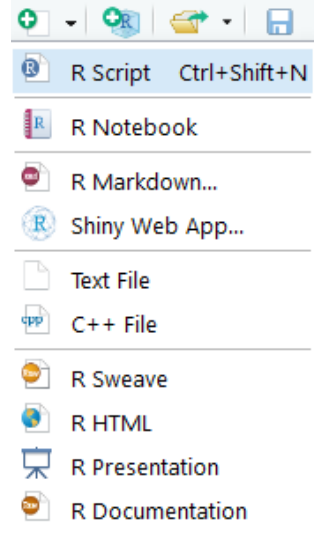 R Script Ctrl+Shift+N
R Notebook
R Markdown...
Shiny Web App...
Text File
C++ File
R Sweave
R HTML
R Presentation
R Documentation